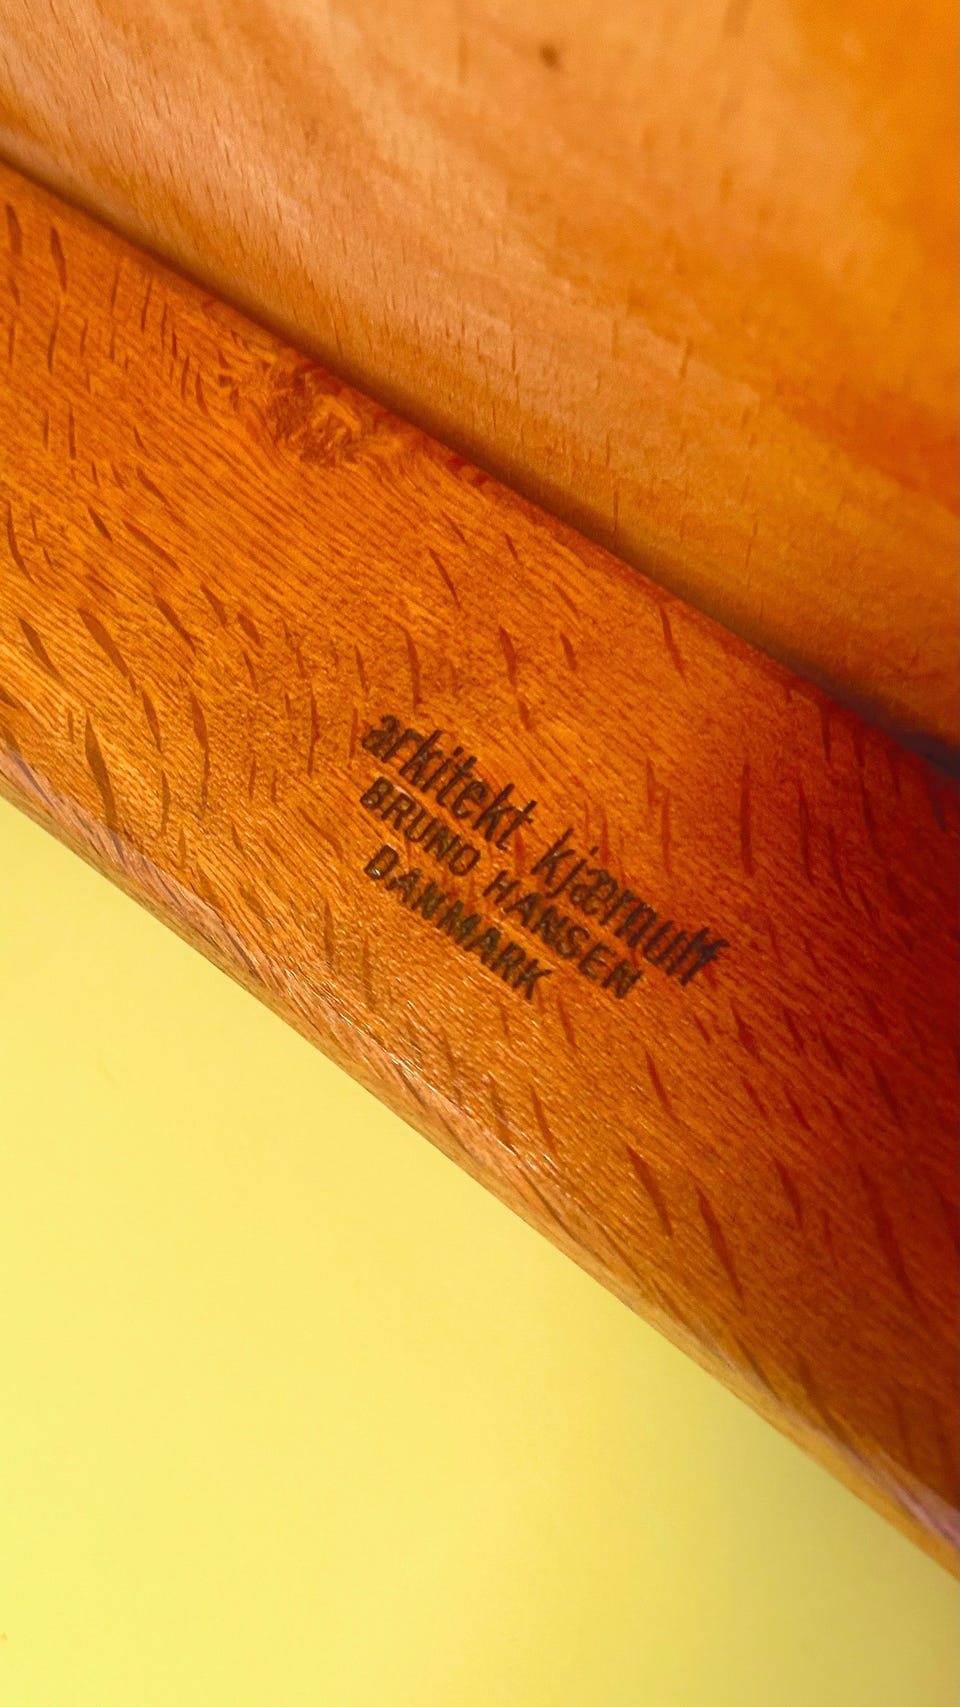 arkitekt kjærnulf
BRUNO HANSEN
DANMARK